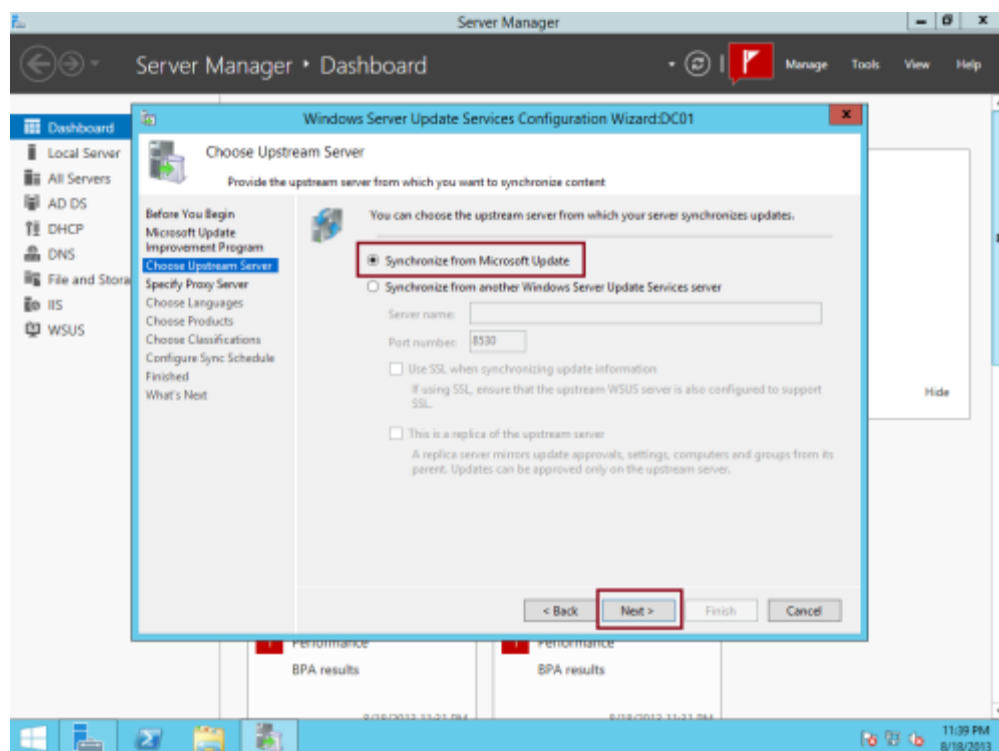 Server Manager
Server Manager • Dashboard
Manage Tools View Help
Dashboard
Local Server
All Servers
AD DS
DHCP
DNS
File and Stora
IIS
WSUS
Windows Server Update Services Configuration Wizard:DC01
Choose Upstream Server
Provide the upstream server from which you want to synchronize content
Before You Begin
Microsoft Update
Improvement Program
Choose Upstream Server
Specify Proxy Server
Choose Languages
Choose Products
Choose Classifications
Configure Sync Schedule
Finished
What's Next
You can choose the upstream server from which your server synchronizes updates.
Synchronize from Microsoft Update
Synchronize from another Windows Server Update Services server
Server name:
Port number: 8530
Use SSL when synchronizing update information
If using SSL, ensure that the upstream WSUS server is also configured to support
SSL.
This is a replica of the upstream server
A replica server mirrors update approvals, settings, computers and groups from its
parent. Updates can be approved only on the upstream server.
< Back Next > Finish Cancel
Hide
1 Performance 1 Performance
BPA results BPA results
11:39 PM
8/18/2013